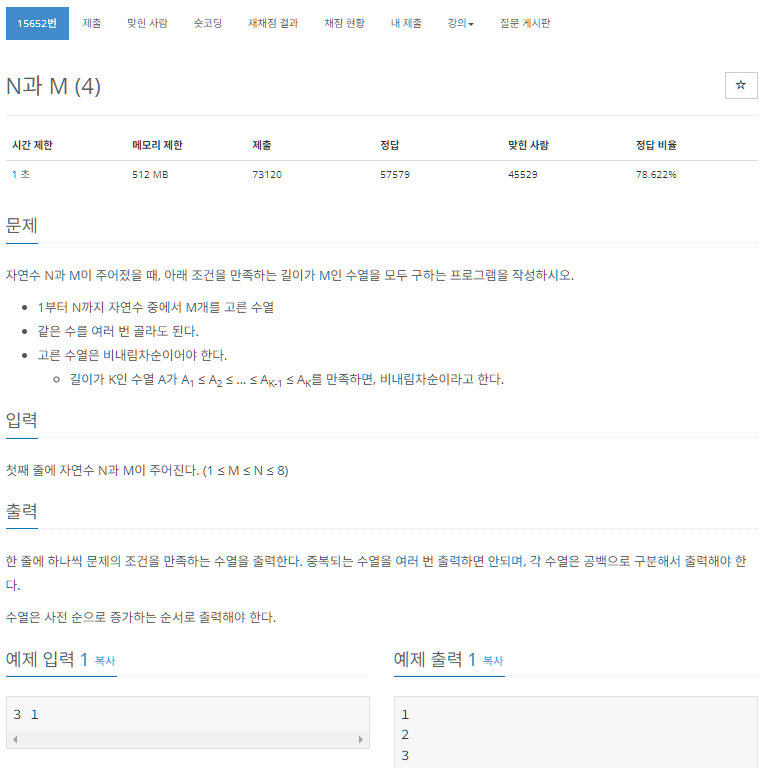 15652번 제출 맞힌 사람 숏코딩 재채점 결과 채점 현황 내 제출 강의 질문 게시판
N과 M (4)
시간 제한 메모리 제한 제출 정답 맞힌 사람 정답 비율
1 초 512 MB 73120 57579 45529 78.622%
문제
자연수 N과 M이 주어졌을 때, 아래 조건을 만족하는 길이가 M인 수열을 모두 구하는 프로그램을 작성하시오.
1부터 N까지 자연수 중에서 M개를 고른 수열
같은 수를 여러 번 골라도 된다.
고른 수열은 비내림차순이어야 한다.
길이가 K인 수열 A가 A1 ≤ A2 ≤ ... ≤ AK-1 ≤ AK를 만족하면, 비내림차순이라고 한다.
입력
첫째 줄에 자연수 N과 M이 주어진다. (1 ≤ M ≤ N ≤ 8)
출력
한 줄에 하나씩 문제의 조건을 만족하는 수열을 출력한다. 중복되는 수열을 여러 번 출력하면 안되며, 각 수열은 공백으로 구분해서 출력해야 한
다.
수열은 사전 순으로 증가하는 순서로 출력해야 한다.
예제 입력 1 복사
3 1
예제 출력 1 복사
1
2
3